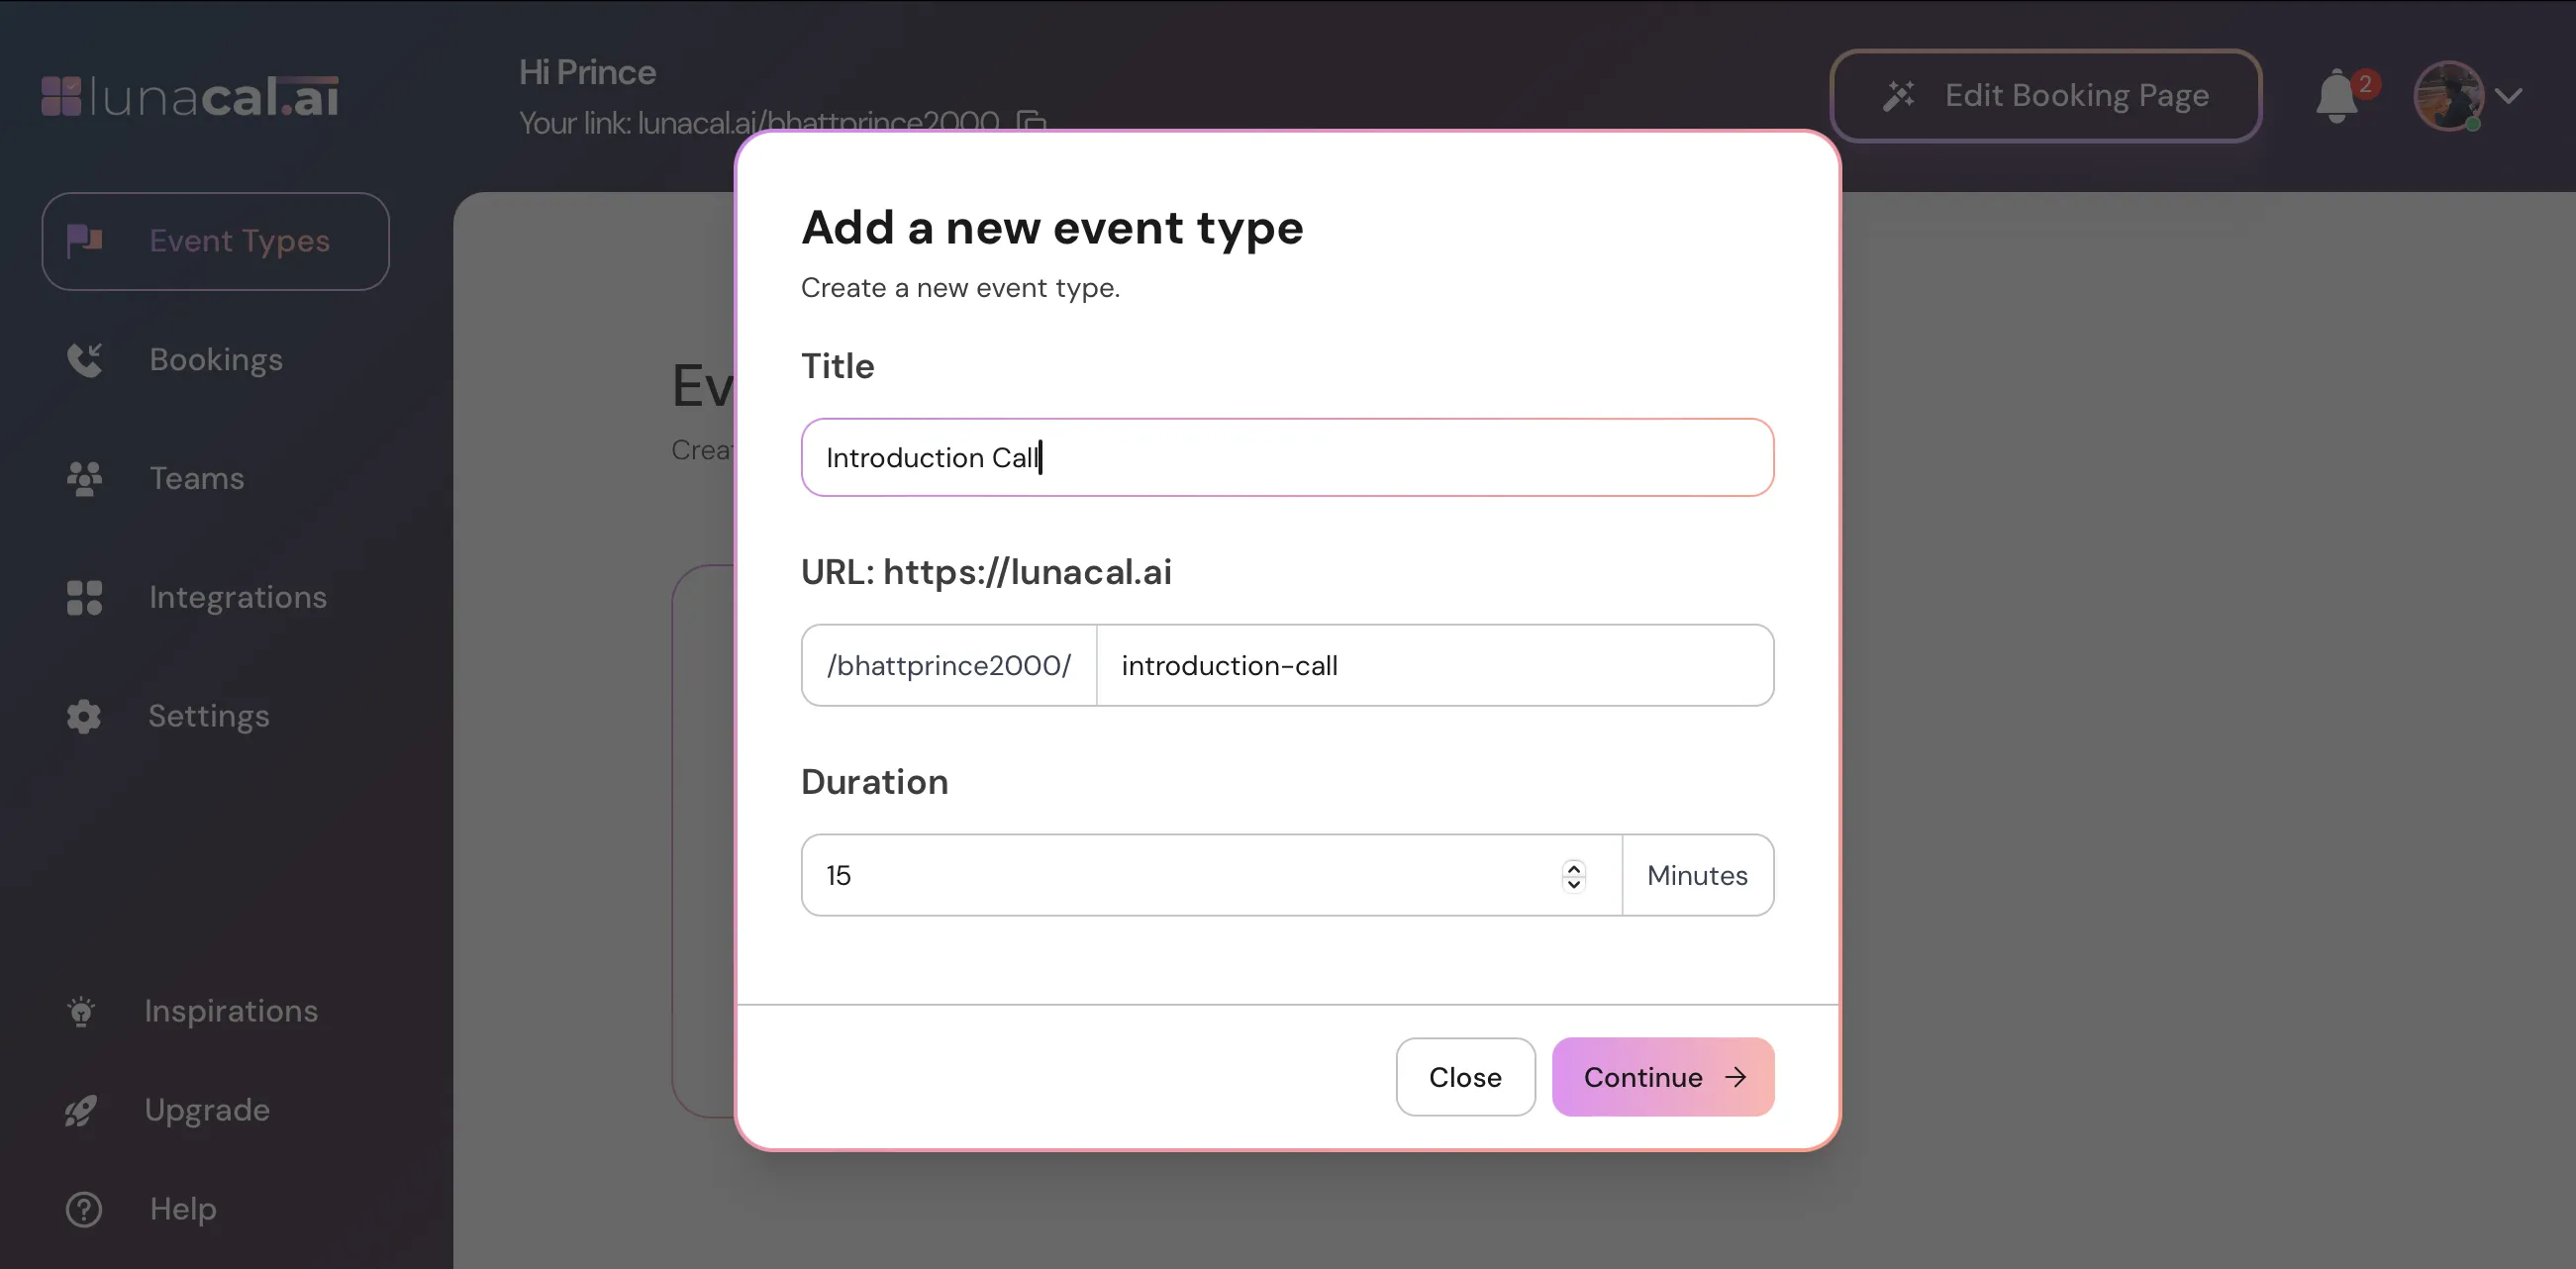 lunacal.ai
Hi Prince
Your link: lunacal.ai/bhattprince2000
Edit Booking Page
2
Event Types
Bookings
Teams
Integrations
Settings
Inspirations
Upgrade
Help
Ev
Creat
Add a new event type
Create a new event type.
Title
Introduction Call
URL: https://lunacal.ai
/bhattprince2000/ introduction-call
Duration
15 Minutes
Close Continue →